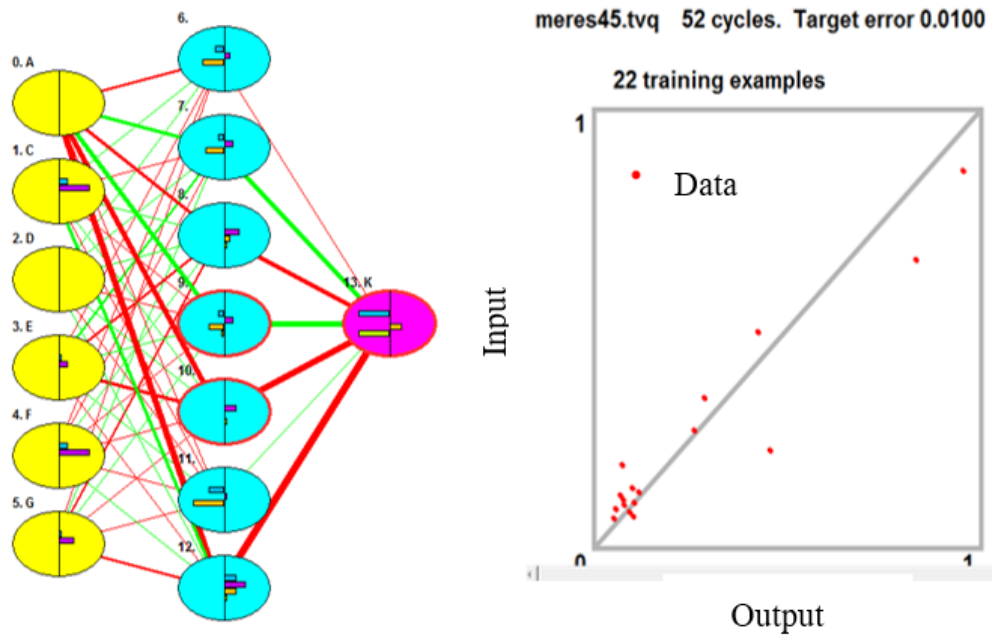 meres45.tvq 52 cycles. Target error 0.0100
22 training examples
6.
0. A
7.
1. C
8.
2. D
9.
13. K
3. E
10.
4. F
11.
5. G
12.
1
Data
Input
0
1
Output